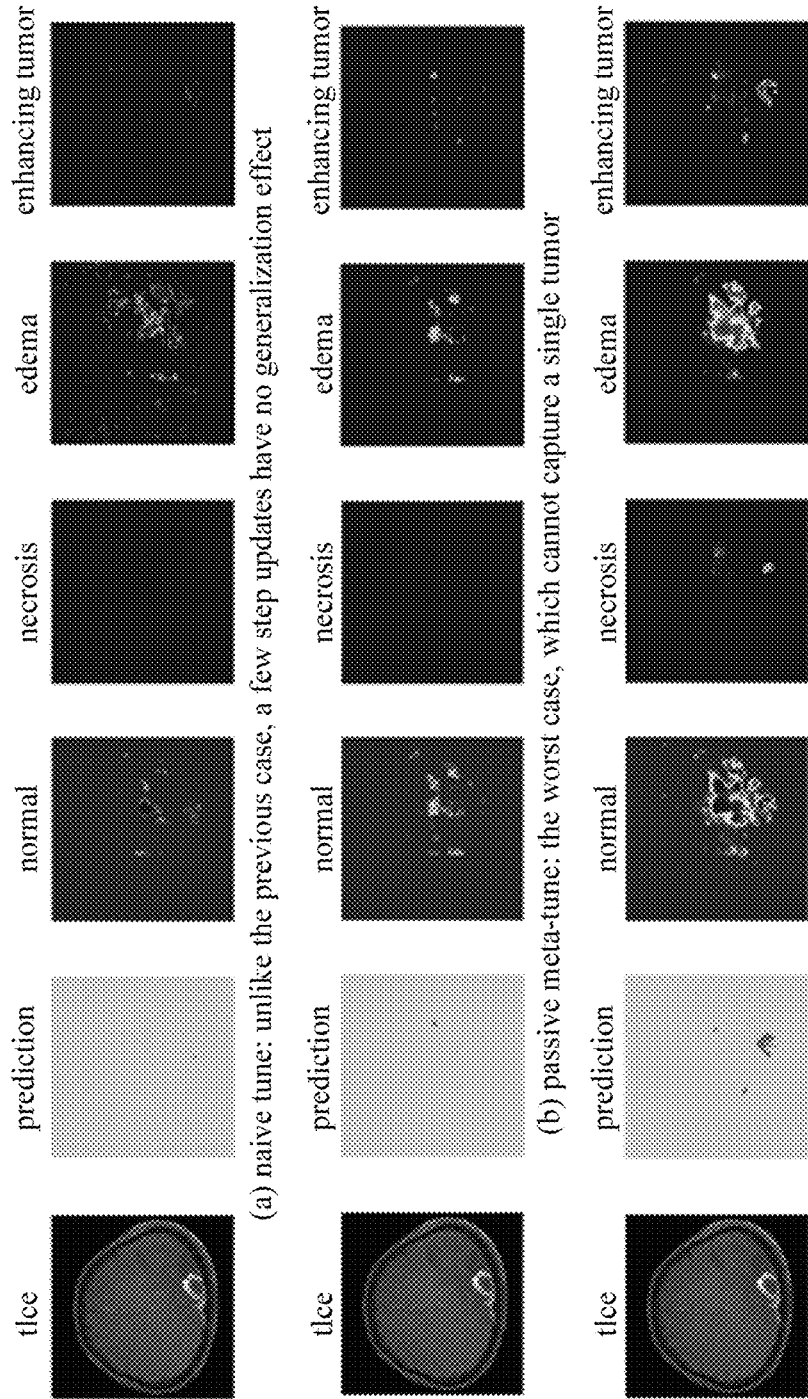 t1ce prediction normal necrosis edema enhancing tumor
(a) naive tune: unlike the previous case, a few step updates have no generalization effect
t1ce prediction normal necrosis edema enhancing tumor
(b) passive meta-tune: the worst case, which cannot capture a single tumor
t1ce prediction normal necrosis edema enhancing tumor